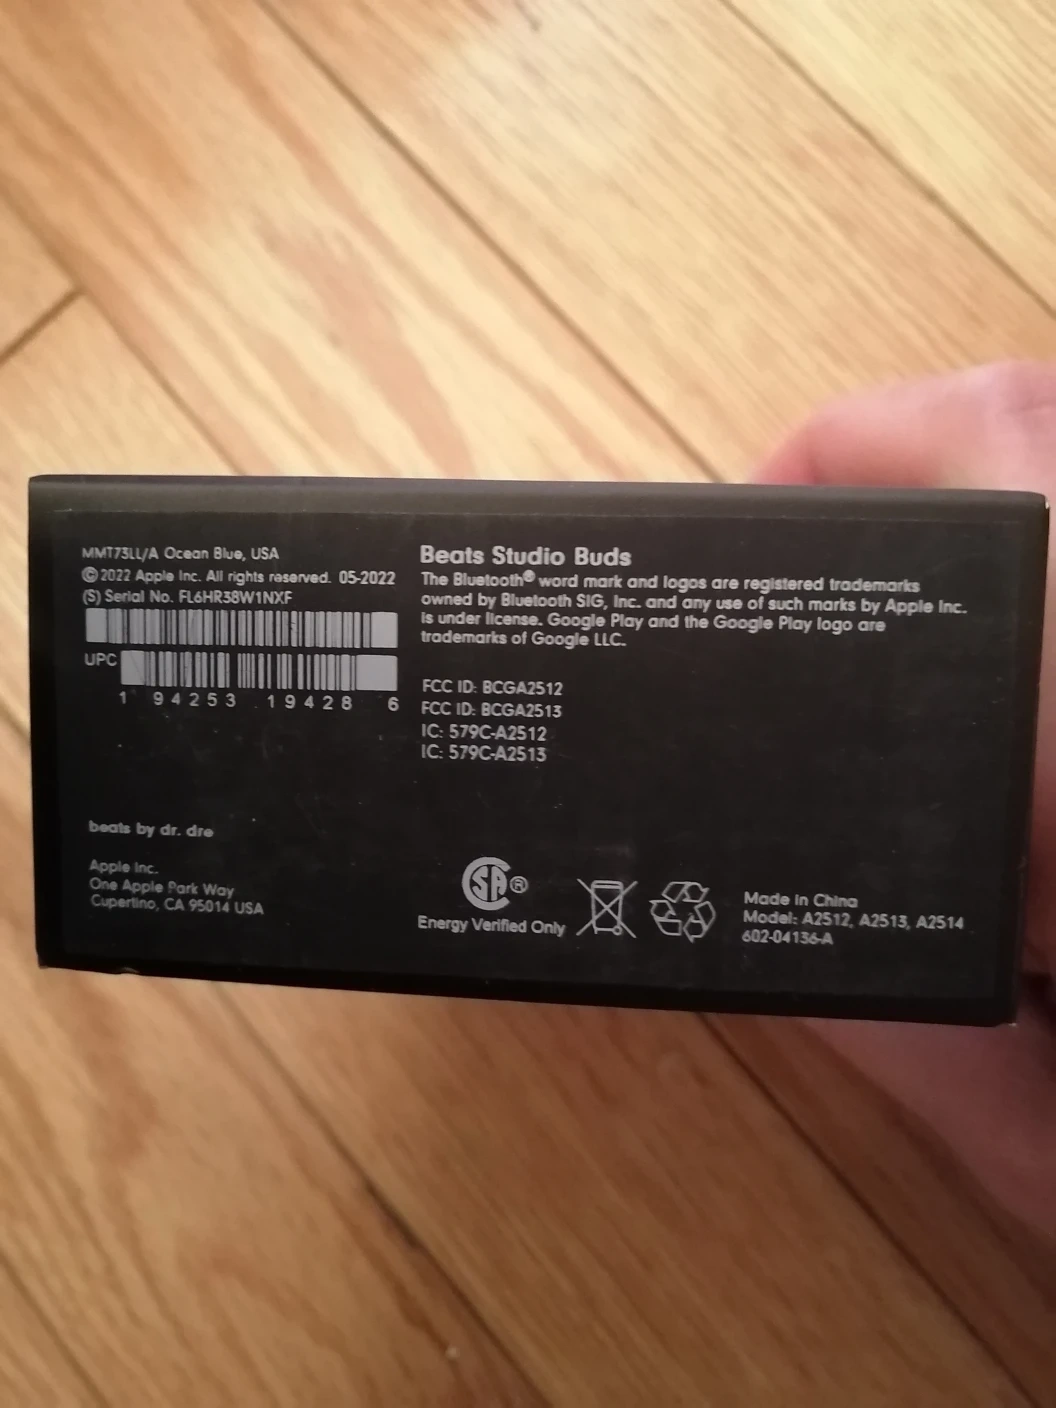 MMT73LL/A Ocean Blue, USA
©2022 Apple Inc. All rights reserved. 05-2022
(S) Serial No. FL6HR38W1NXF
UPC
1 94253 19428 6
beats by dr. dre
Apple Inc.
One Apple Park Way
Cupertino, CA 95014 USA
Beats Studio Buds
The Bluetooth® word mark and logos are registered trademarks
owned by Bluetooth SIG, Inc. and any use of such marks by Apple Inc.
is under license. Google Play and the Google Play logo are
trademarks of Google LLC.
FCC ID: BCGA2512
FCC ID: BCGA2513
IC: 579C-A2512
IC: 579C-A2513
SA®
Energy Verified Only
Made in China
Model: A2512, A2513, A2514
602-04136-A